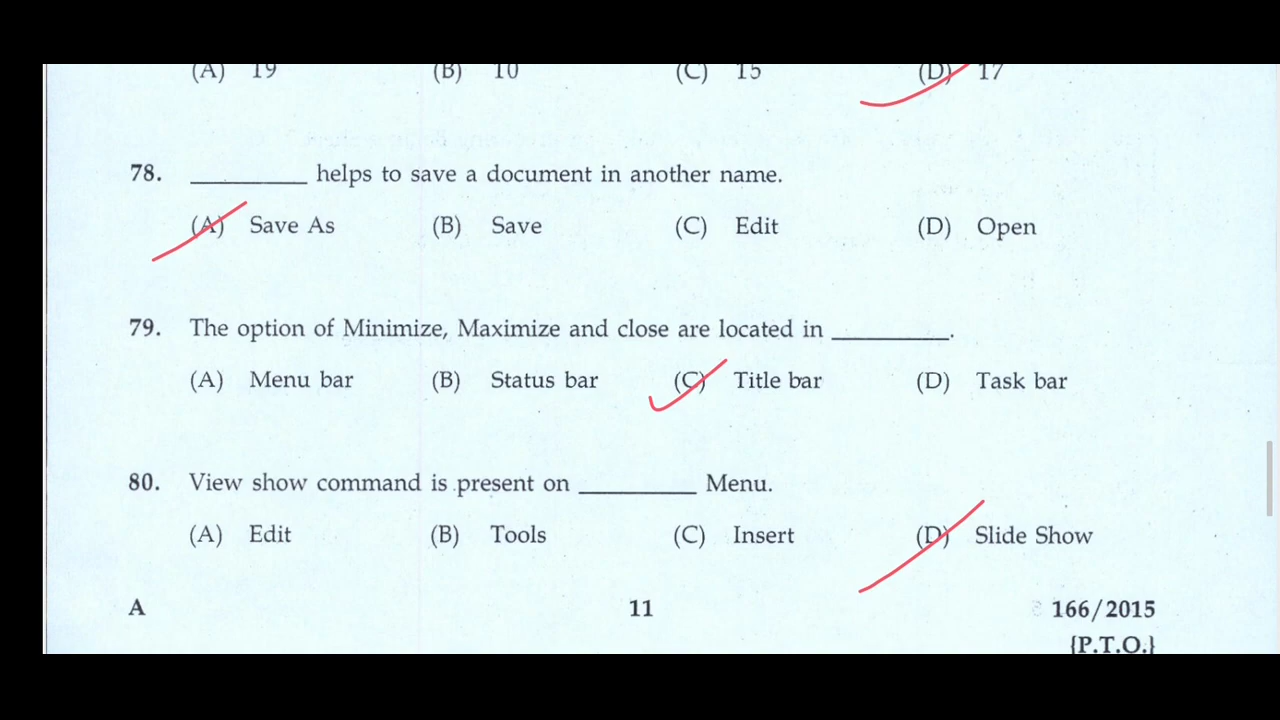 (A) 19 (B) 10 (C) 15 (D) 17
78. __________ helps to save a document in another name.
(A) Save As (B) Save (C) Edit (D) Open
79. The option of Minimize, Maximize and close are located in __________.
(A) Menu bar (B) Status bar (C) Title bar (D) Task bar
80. View show command is present on __________ Menu.
(A) Edit (B) Tools (C) Insert (D) Slide Show
A 11 166/2015
{P.T.O.}